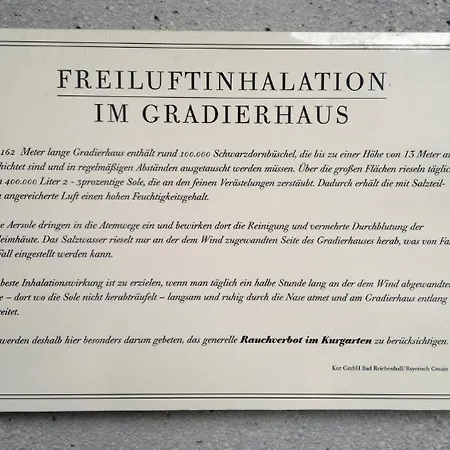 FREILUFTINHALATION
IM GRADIERHAUS
162 Meter lange Gradierhaus enthält rund 100.000 Schwarzdornbüschel, die bis zu einer Höhe von 13 Meter
sind und in regelmäßigen Abständen ausgetauscht werden müssen. Über die großen Flächen rieseln täglich
400.000 Liter 2 - 3prozentige Sole, die an den feinen Verästelungen zerstäubt. Dadurch erhält die mit Salzteil-
angereicherte Luft einen hohen Feuchtigkeitsgehalt.
Aersole dringen in die Atemwege ein und bewirken dort die Reinigung und vermehrte Durchblutung der
Das Salzwasser rieselt nur an der dem Wind zugewandten Seite des Gradierhauses herab, was von
eingestellt werden kann.
beste Inhalationswirkung ist zu erzielen, wenn man täglich ein halbe Stunde lang an der dem Wind abgewandten
– dort wo die Sole nicht herabträufelt – langsam und ruhig durch die Nase atmet und am Gradierhaus entlang
werden deshalb hier besonders darum gebeten, das generelle Rauchverbot im Kurgarten zu berücksichtigen.
Kur GmbH Bad Reichenhall/Bayerisch Gmain